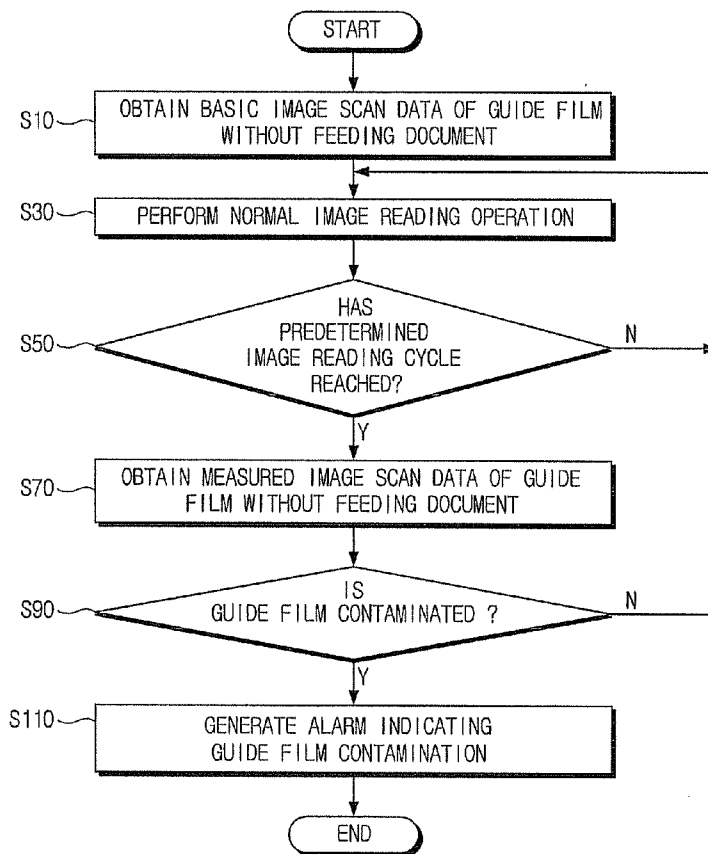 START
S10
OBTAIN BASIC IMAGE SCAN DATA OF GUIDE FILM
WITHOUT FEEDING DOCUMENT
S30
PERFORM NORMAL IMAGE READING OPERATION
S50
HAS
PREDETERMINED
IMAGE READING CYCLE
REACHED?
N
Y
S70
OBTAIN MEASURED IMAGE SCAN DATA OF GUIDE
FILM WITHOUT FEEDING DOCUMENT
S90
IS
GUIDE FILM CONTAMINATED ?
N
Y
S110
GENERATE ALARM INDICATING
GUIDE FILM CONTAMINATION
END